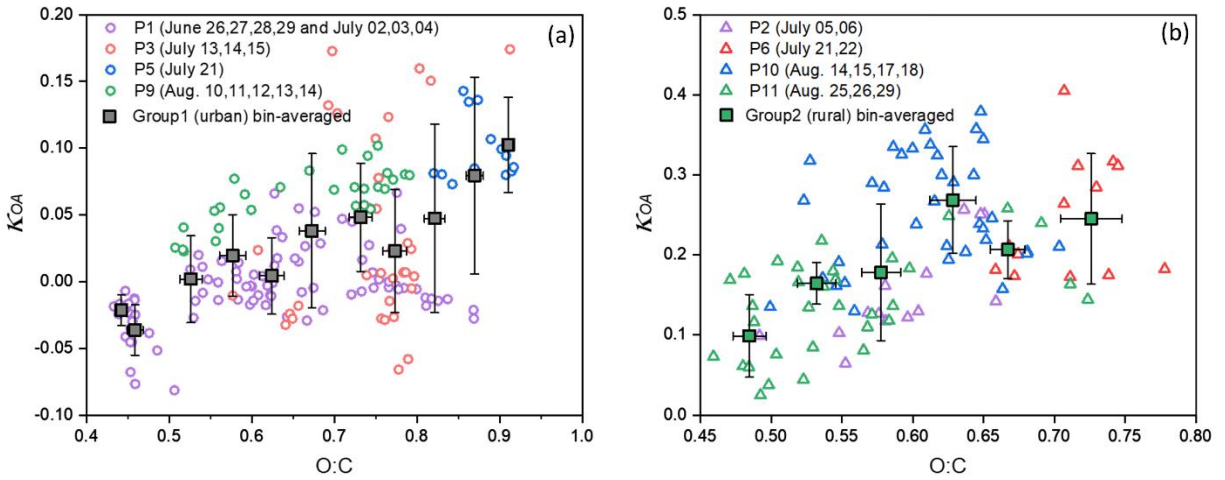 (a)
P1 (June 26,27,28,29 and July 02,03,04)
P3 (July 13,14,15)
P5 (July 21)
P9 (Aug. 10,11,12,13,14)
Group1 (urban) bin-averaged
0.20
0.15
0.10
0.05
0.00
-0.05
-0.10
κOA
0.4 0.5 0.6 0.7 0.8 0.9 1.0
O:C
(b)
P2 (July 05,06)
P6 (July 21,22)
P10 (Aug. 14,15,17,18)
P11 (Aug. 25,26,29)
Group2 (rural) bin-averaged
0.5
0.4
0.3
0.2
0.1
0.0
κOA
0.45 0.50 0.55 0.60 0.65 0.70 0.75 0.80
O:C